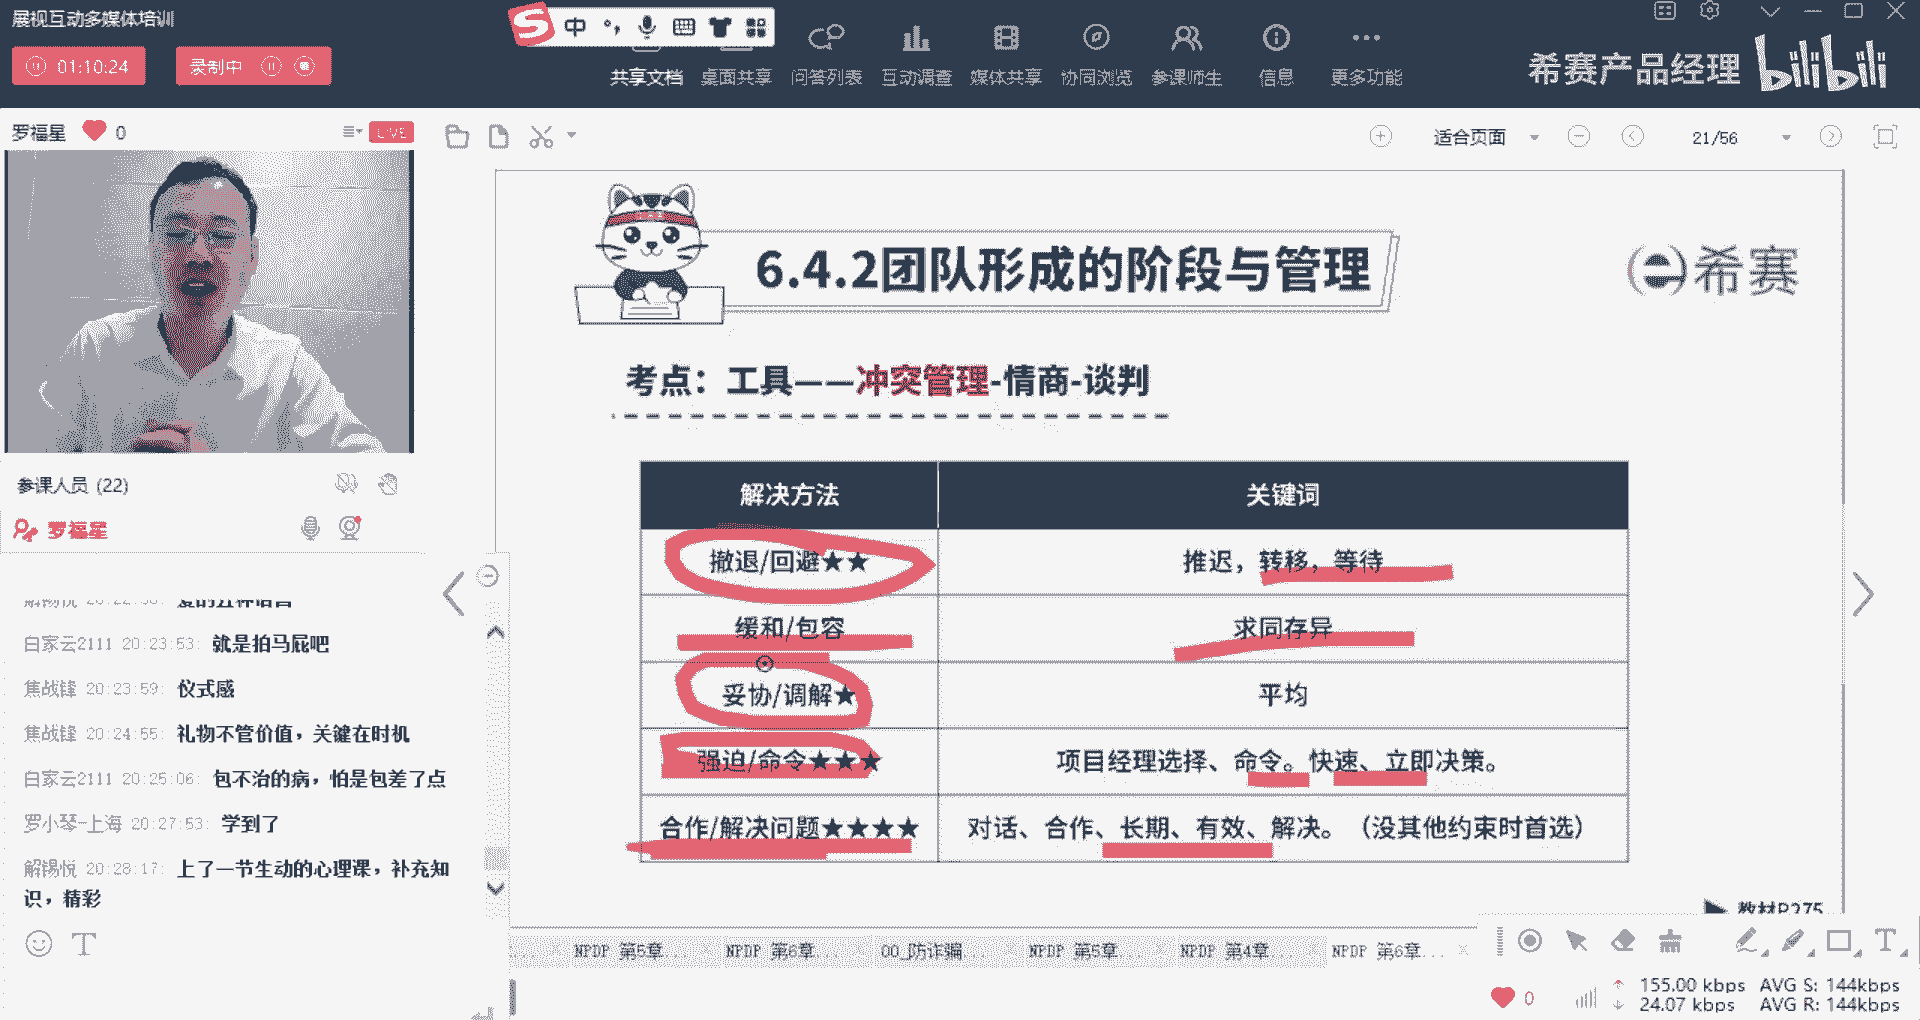 展视互动多媒体培训
01:10:24
录制中
中
共享文档
桌面共享
问答列表
互动调查
媒体共享
协同浏览
参课师生
信息
更多功能
希赛产品经理
bilibili
罗福星
0
LIVE
适合页面
21/56
参课人员 (22)
罗福星
解锡悦 20:22:58: 爱的五种语言
白家云2111 20:23:53: 就是拍马屁吧
焦战锋 20:23:59: 仪式感
焦战锋 20:24:55: 礼物不管价值，关键在时机
白家云2111 20:25:06: 包不治的病，怕是包差了点
罗小琴-上海 20:27:53: 学到了
解锡悦 20:28:17: 上了一节生动的心理课，补充知
识，精彩
6.4.2团队形成的阶段与管理
希赛
考点：工具——冲突管理-情商-谈判
解决方法 关键词
撤退/回避★★ 推迟，转移，等待
缓和/包容 求同存异
妥协/调解★ 平均
强迫/命令★★★ 项目经理选择、命令。快速、立即决策。
合作/解决问题★★★★ 对话、合作、长期、有效、解决。（没其他约束时首选）
教材P275
...
NPDP 第5章...
NPDP 第6章...
00_防诈骗...
NPDP 第5章...
NPDP 第4章...
NPDP 第6章...
0
155.00 kbps AVG S: 144kbps
24.07 kbps AVG R: 144kbps